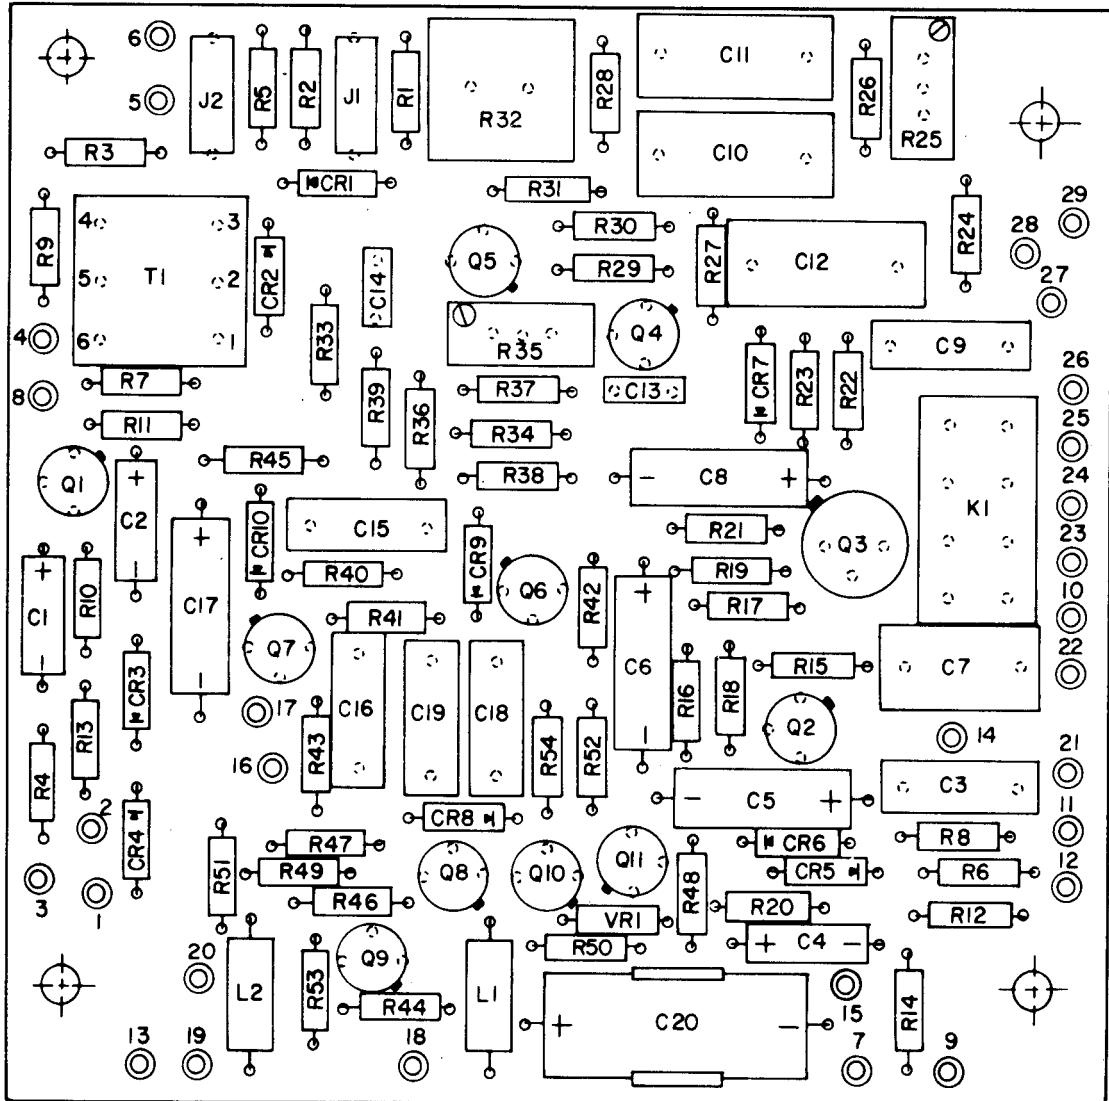 6
5
J2
R5
R2
J1
R1
R32
R28
C11
C10
R26
R25
R3
CR1
R31
R30
R29
R9
4
3
5
T1
2
6
1
CR2
C14
Q5
R27
C12
R24
29
28
27
4
8
R33
R35
Q4
C9
R7
R11
R39
R36
R37
C13
CR7
R23
R22
26
25
24
23
10
22
K1
R34
R38
R45
Q1
+
C2
-
+
C17
-
CR10
C15
- C8 +
R21
Q3
R19
R17
R40
CR9
Q6
R42
+
C6
-
+
C1
-
R10
R41
Q7
CR3
R13
R4
17
16
R43
C16
C19
C18
R54
R52
R16
R18
R15
Q2
C7
14
21
C3
11
12
- C5 +
CR8
CR6
CR5
R8
R6
R12
2
3
1
CR4
R51
R47
R49
R46
Q8
Q10
Q11
R48
VR1
R50
R20
+ C4 -
20
L2
R53
Q9
R44
L1
+ C20 -
15
R14
13
19
18
7
9